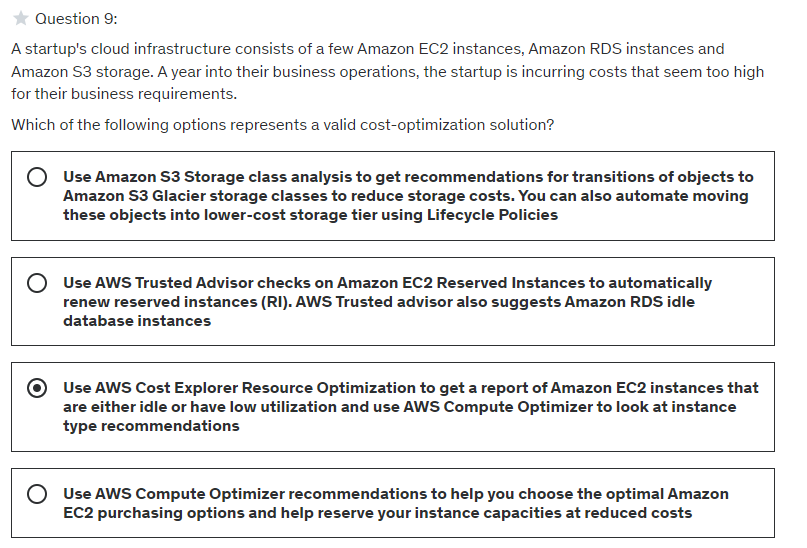 Question 9:
A startup's cloud infrastructure consists of a few Amazon EC2 instances, Amazon RDS instances and
Amazon S3 storage. A year into their business operations, the startup is incurring costs that seem too high
for their business requirements.
Which of the following options represents a valid cost-optimization solution?
Use Amazon S3 Storage class analysis to get recommendations for transitions of objects to
Amazon S3 Glacier storage classes to reduce storage costs. You can also automate moving
these objects into lower-cost storage tier using Lifecycle Policies
Use AWS Trusted Advisor checks on Amazon EC2 Reserved Instances to automatically
renew reserved instances (RI). AWS Trusted advisor also suggests Amazon RDS idle
database instances
Use AWS Cost Explorer Resource Optimization to get a report of Amazon EC2 instances that
are either idle or have low utilization and use AWS Compute Optimizer to look at instance
type recommendations
Use AWS Compute Optimizer recommendations to help you choose the optimal Amazon
EC2 purchasing options and help reserve your instance capacities at reduced costs